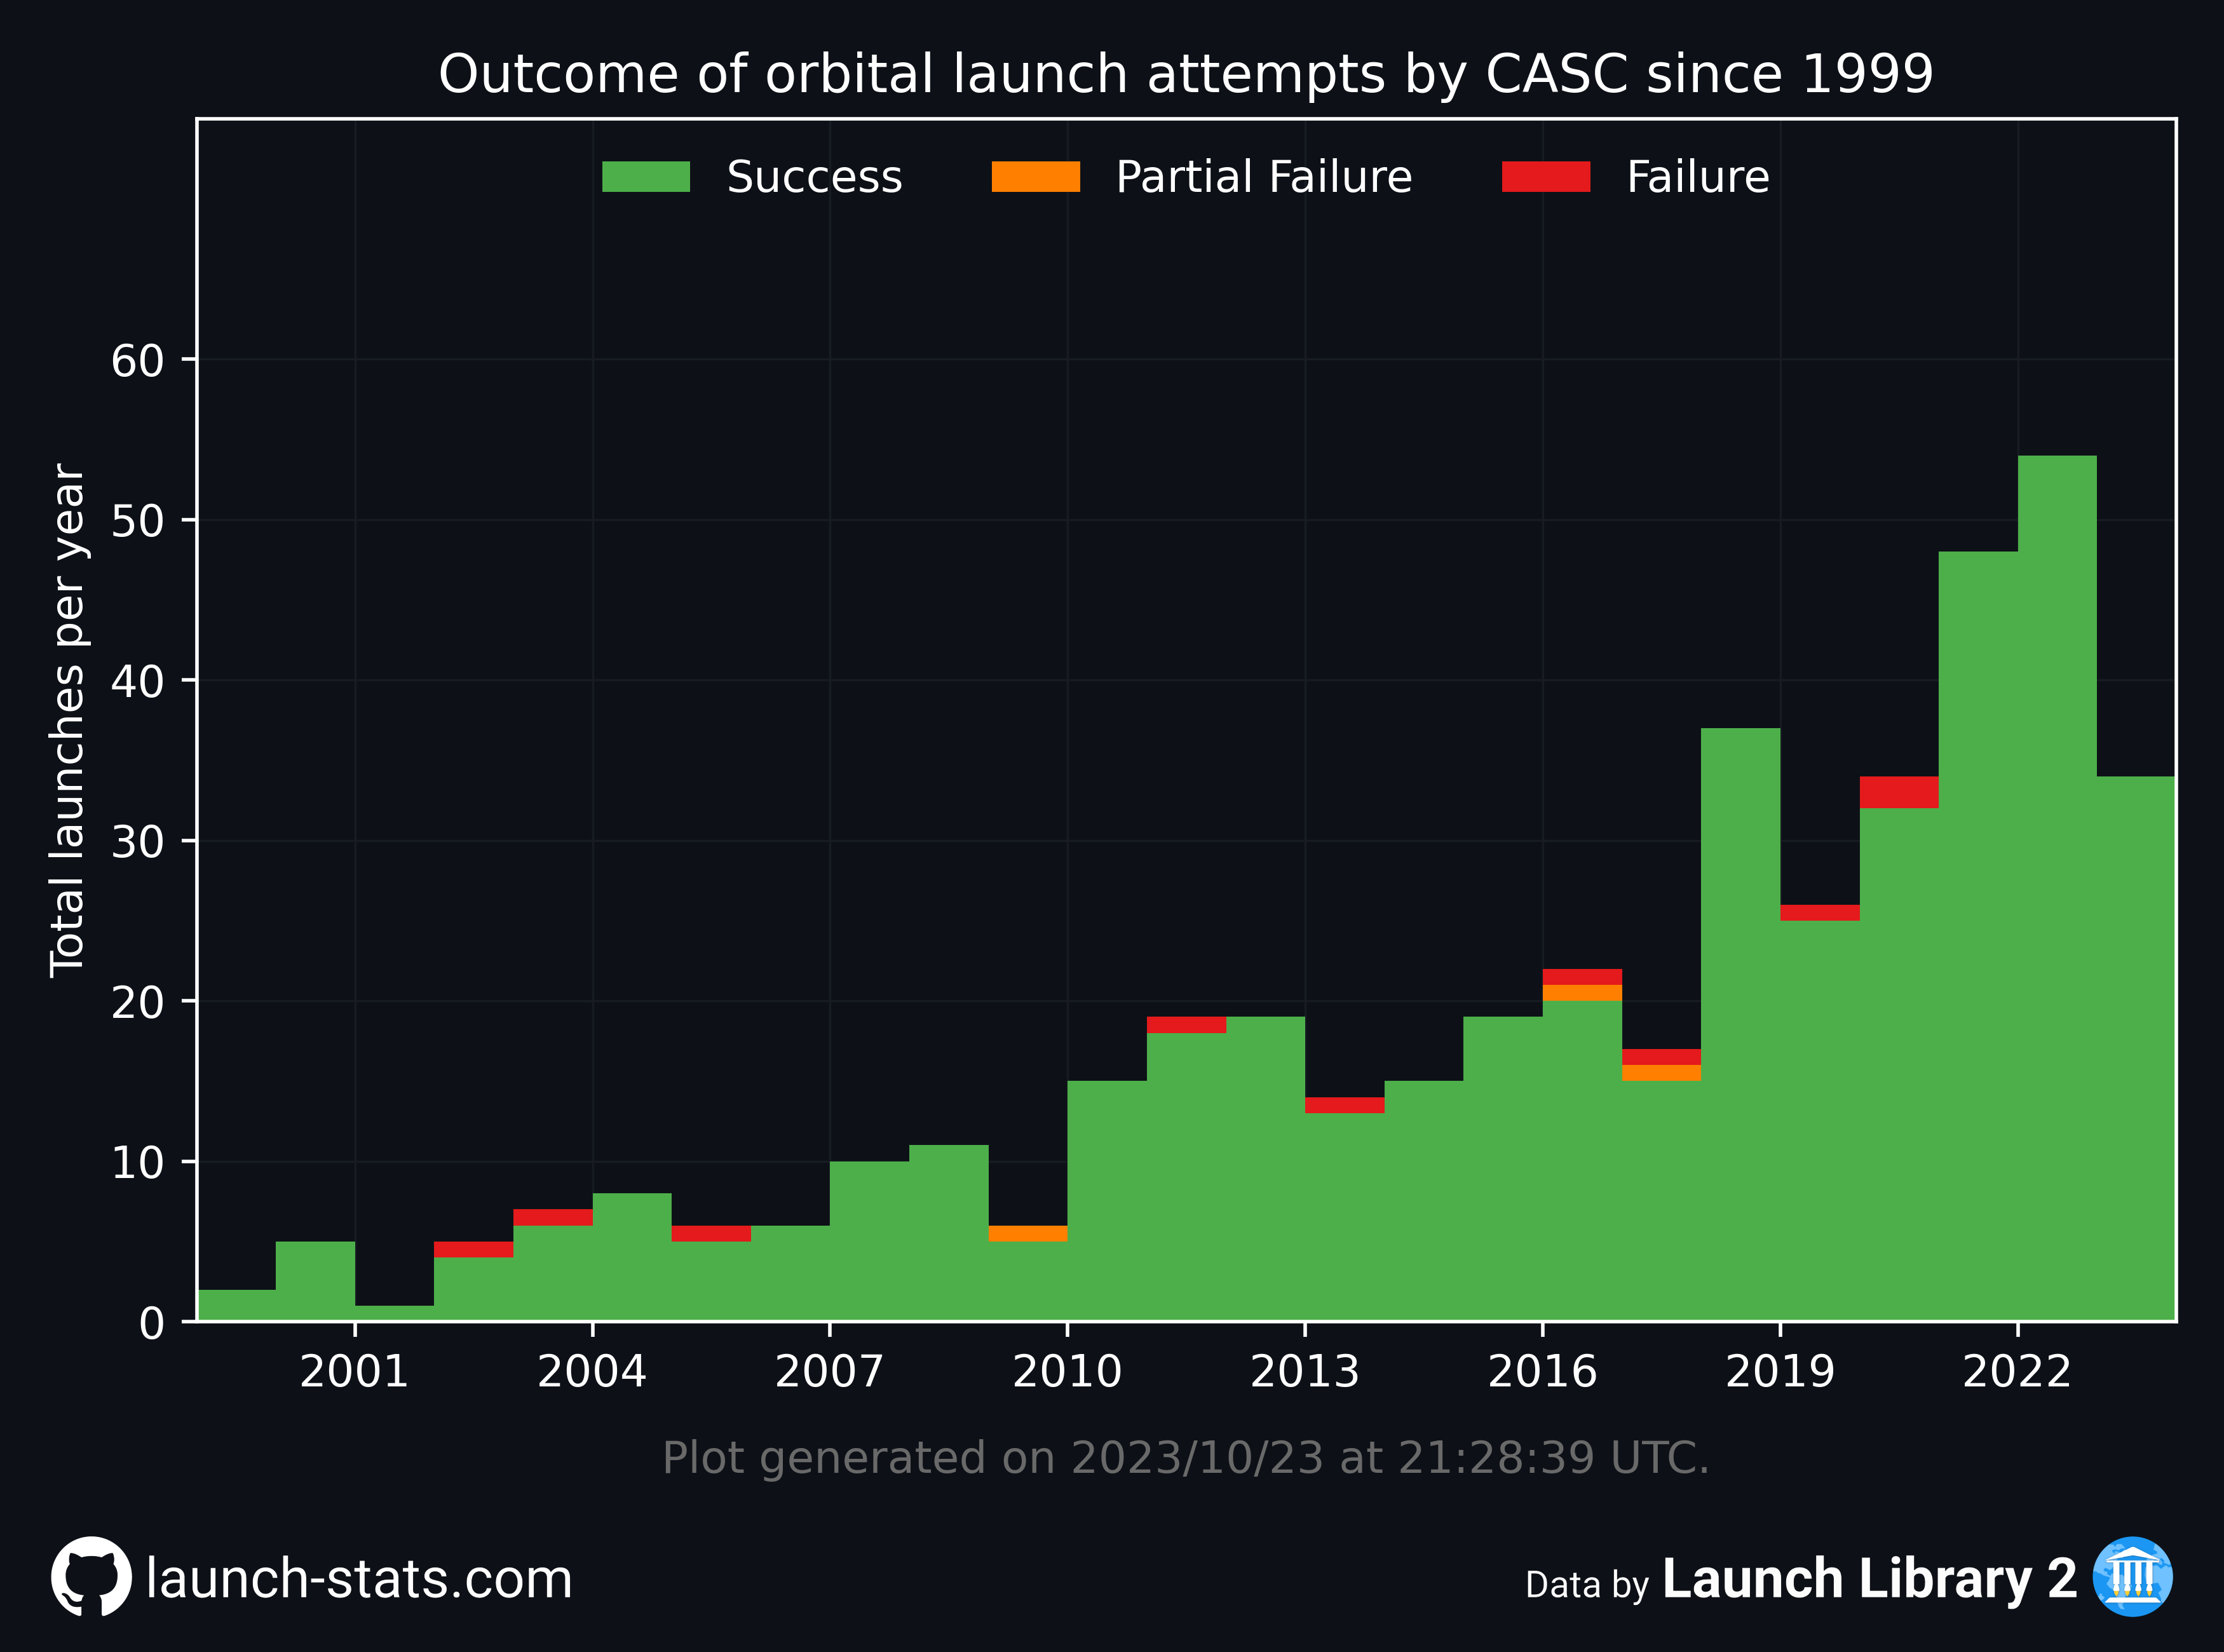 Outcome of orbital launch attempts by CASC since 1999
Success Partial Failure Failure
Total launches per year
60
50
40
30
20
10
0
2001 2004 2007 2010 2013 2016 2019 2022
Plot generated on 2023/10/23 at 21:28:39 UTC.
launch-stats.com
Data by Launch Library 2